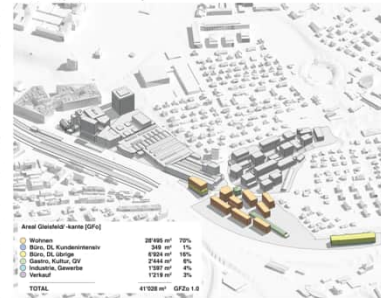 Areal Gleisfeld/-kante [GFo]
Wohnen 28'495 m² 70%
Büro, DL Kundenintensiv 349 m² 1%
Büro, DL übrige 6'924 m² 16%
Gastro, Kultur, GV 2'444 m² 6%
Industrie, Gewerbe 1'597 m² 4%
Verkauf 1'219 m² 3%
TOTAL 41'028 m² GFZo 1.0